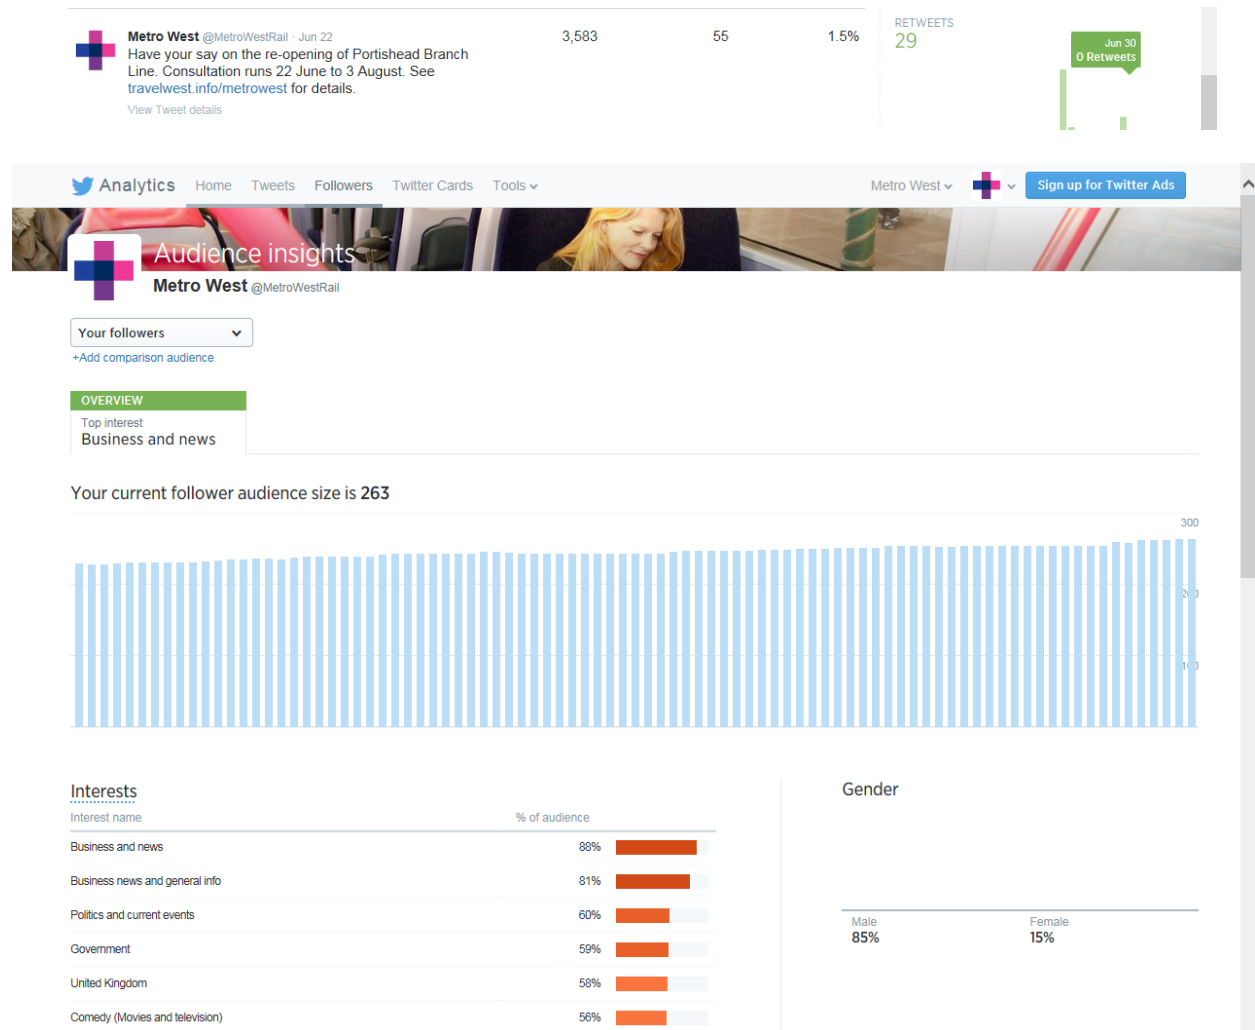 Metro West @MetroWestRail · Jun 22 3,583 55 1.5%
Have your say on the re-opening of Portishead Branch
Line. Consultation runs 22 June to 3 August. See
travelwest.info/metrowest for details.
View Tweet details
RETWEETS
29
Jun 30
0 Retweets
Analytics Home Tweets Followers Twitter Cards Tools Metro West Sign up for Twitter Ads
Audience insights
Metro West @MetroWestRail
Your followers
+Add comparison audience
OVERVIEW
Top interest
Business and news
Your current follower audience size is 263
300
200
100
Interests
Interest name % of audience
Business and news 88%
Business news and general info 81%
Politics and current events 60%
Government 59%
United Kingdom 58%
Comedy (Movies and television) 56%
Gender
Male Female
85% 15%